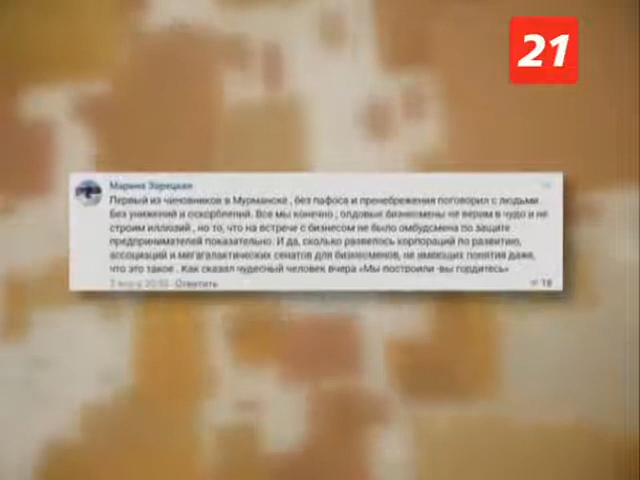 21
Марина Зарецкая
Первый из чиновников в Мурманске , без пафоса и пренебрежения поговорил с людьми.
Без унижений и оскорблений. Все мы конечно , олдовые бизнесмены не верим в чудо и не
строим иллюзий , но то, что на встрече с бизнесом не было омбудсмена по защите
предпринимателей показательно. И да, сколько развелось корпораций по развитию,
ассоциаций и мегагалактических сенатов для бизнесменов, не имеющих понятия даже,
что это такое . Как сказал чудесный человек вчера «Мы построили -вы гордитесь»
Ответить
18